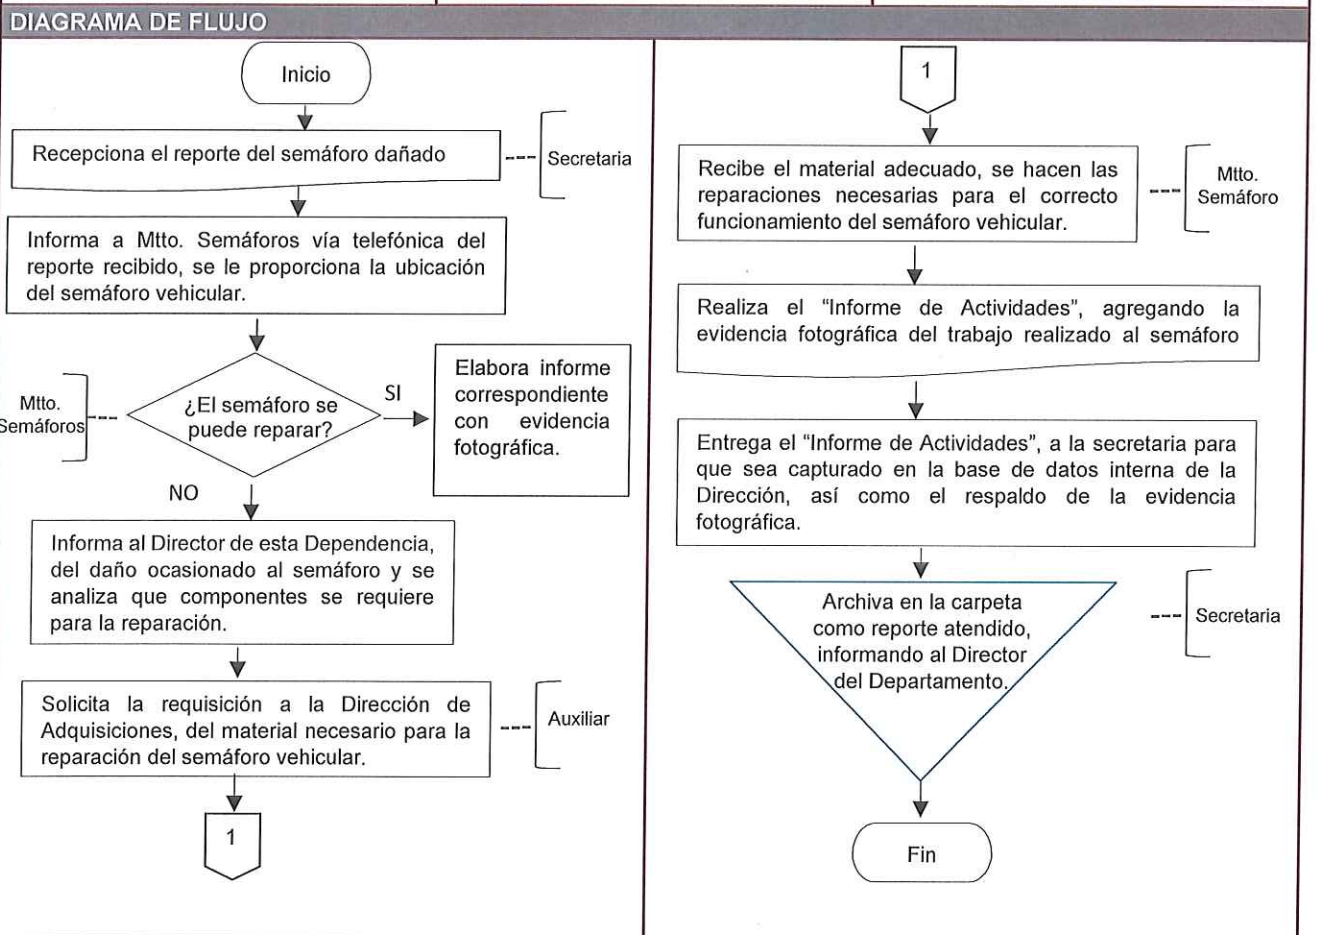 DIAGRAMA DE FLUJO
Inicio
Recepciona el reporte del semáforo dañado
Secretaria
Informa a Mtto. Semáforos vía telefónica del
reporte recibido, se le proporciona la ubicación
del semáforo vehicular.
Mtto.
Semáforos
¿El semáforo se
puede reparar?
SI
Elabora informe
correspondiente
con evidencia
fotográfica.
NO
Informa al Director de esta Dependencia,
del daño ocasionado al semáforo y se
analiza que componentes se requiere
para la reparación.
Solicita la requisición a la Dirección de
Adquisiciones, del material necesario para la
reparación del semáforo vehicular.
Auxiliar
1
1
Recibe el material adecuado, se hacen las
reparaciones necesarias para el correcto
funcionamiento del semáforo vehicular.
Mtto.
Semáforo
Realiza el “Informe de Actividades”, agregando la
evidencia fotográfica del trabajo realizado al semáforo
Entrega el “Informe de Actividades”, a la secretaria para
que sea capturado en la base de datos interna de la
Dirección, así como el respaldo de la evidencia
fotográfica.
Archiva en la carpeta
como reporte atendido,
informando al Director
del Departamento.
Secretaria
Fin